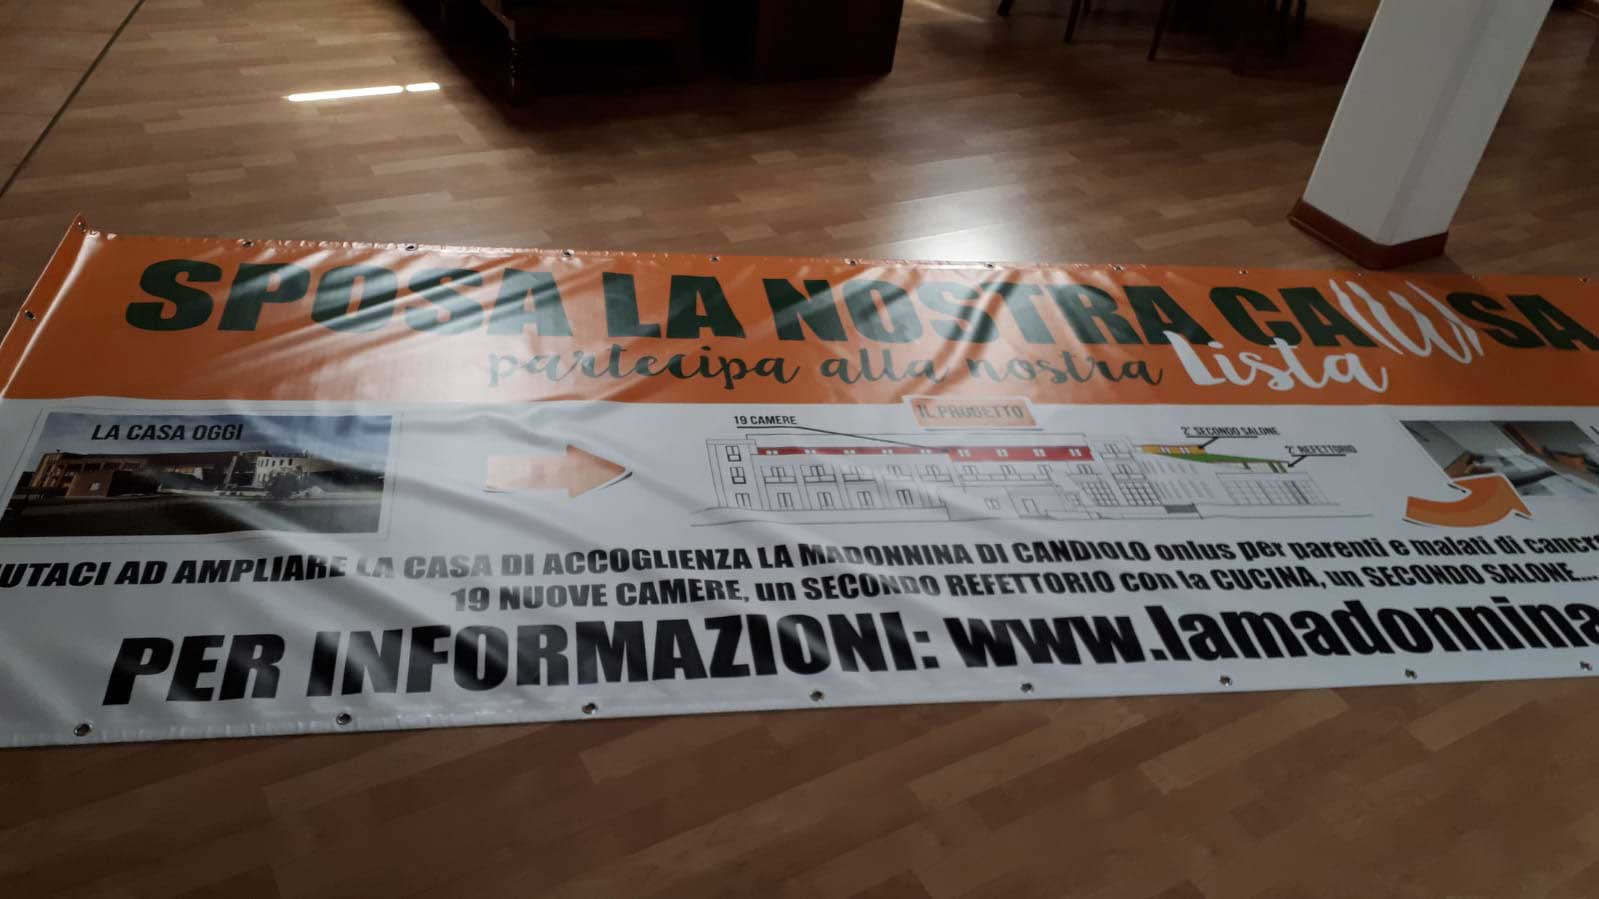 SPOSA LA NOSTRA CA(U)SA
partecipa alla nostra Lista
LA CASA OGGI
IL PROGETTO
19 CAMERE
2° SECONDO SALONE
2° REFETTORIO
UTACI AD AMPLIARE LA CASA DI ACCOGLIENZA LA MADONNINA DI CANDIOLO onlus per parenti e malati di cancr
19 NUOVE CAMERE, un SECONDO REFETTORIO con la CUCINA, un SECONDO SALONE...
PER INFORMAZIONI: www.lamadonnina